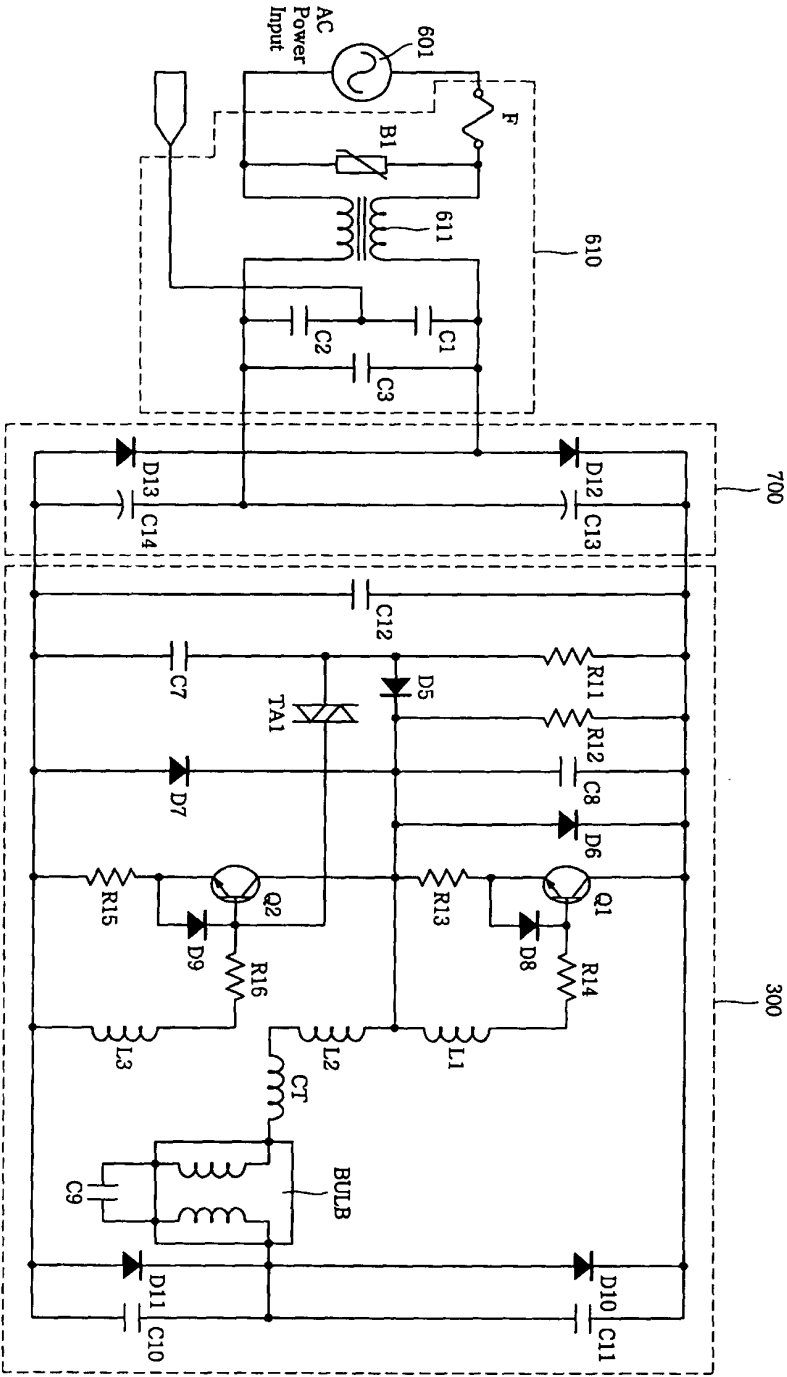 AC
Power
Input
601
F
B1
611
610
C1
C2
C3
700
D12
D13
C13
C14
300
C12
R11
C7
D5
TA1
R12
C8
D7
D6
Q1
R13
D8
R14
Q2
R15
D9
R16
L1
L2
L3
CT
BULB
C9
D10
D11
C11
C10